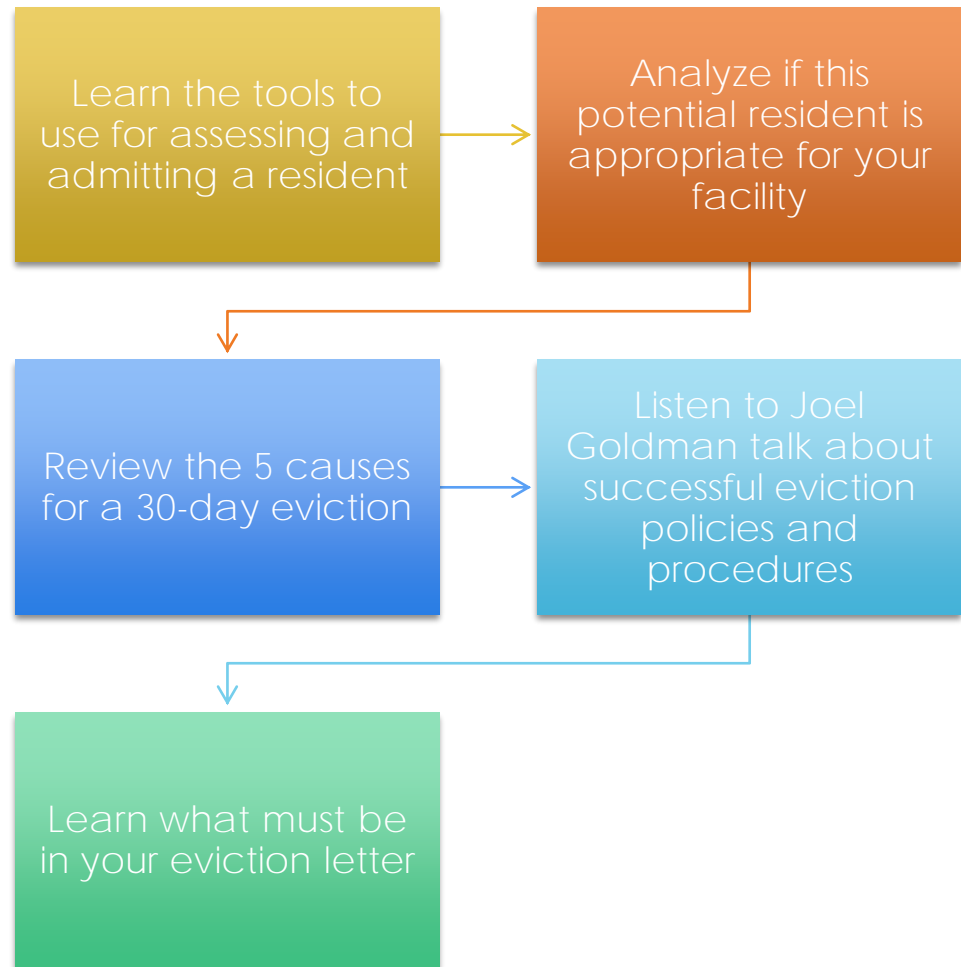 Learn the tools to
use for assessing and
admitting a resident
Analyze if this
potential resident is
appropriate for your
facility
Review the 5 causes
for a 30-day eviction
Listen to Joel
Goldman talk about
successful eviction
policies and
procedures
Learn what must be
in your eviction letter